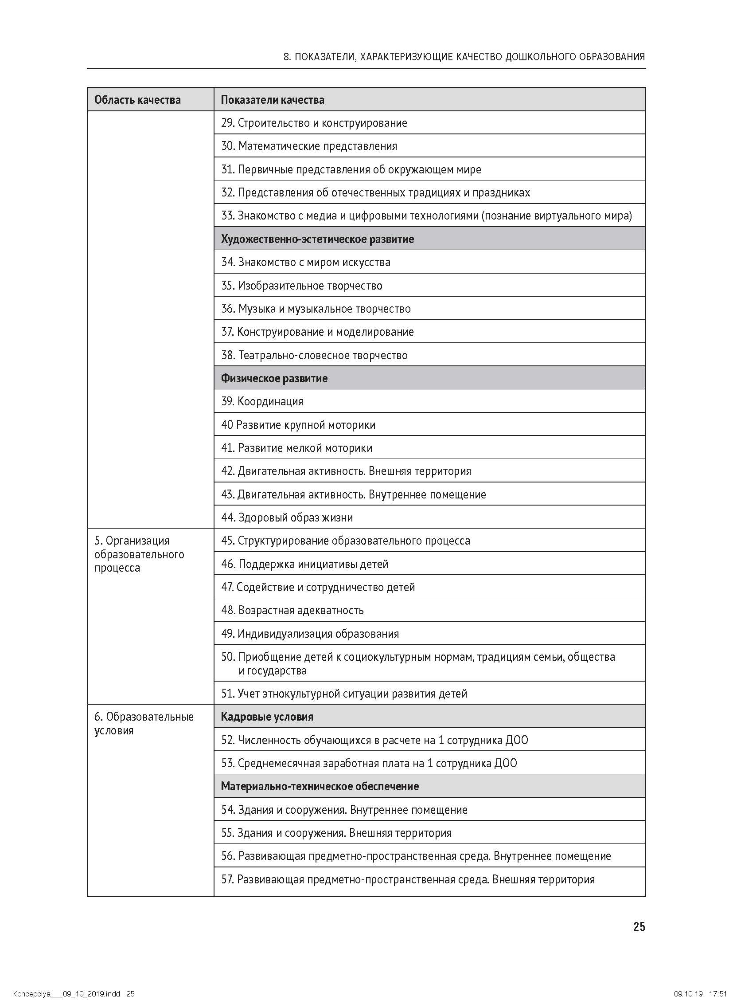 8. ПОКАЗАТЕЛИ, ХАРАКТЕРИЗУЮЩИЕ КАЧЕСТВО ДОШКОЛЬНОГО ОБРАЗОВАНИЯ
Область качества
Показатели качества
29. Строительство и конструирование
30. Математические представления
31. Первичные представления об окружающем мире
32. Представления об отечественных традициях и праздниках
33. Знакомство с медиа и цифровыми технологиями (познание виртуального мира)
Художественно-эстетическое развитие
34. Знакомство с миром искусства
35. Изобразительное творчество
36. Музыка и музыкальное творчество
37. Конструирование и моделирование
38. Театрально-словесное творчество
Физическое развитие
39. Координация
40 Развитие крупной моторики
41. Развитие мелкой моторики
42. Двигательная активность. Внешняя территория
43. Двигательная активность. Внутреннее помещение
44. Здоровый образ жизни
5. Организация
образовательного
процесса
45. Структурирование образовательного процесса
46. Поддержка инициативы детей
47. Содействие и сотрудничество детей
48. Возрастная адекватность
49. Индивидуализация образования
50. Приобщение детей к социокультурным нормам, традициям семьи, общества
и государства
51. Учет этнокультурной ситуации развития детей
6. Образовательные
условия
Кадровые условия
52. Численность обучающихся в расчете на 1 сотрудника ДОО
53. Среднемесячная заработная плата на 1 сотрудника ДОО
Материально-техническое обеспечение
54. Здания и сооружения. Внутреннее помещение
55. Здания и сооружения. Внешняя территория
56. Развивающая предметно-пространственная среда. Внутреннее помещение
57. Развивающая предметно-пространственная среда. Внешняя территория
25
Koncepciya___09_10_2019.indd 25
09.10.19 17:51